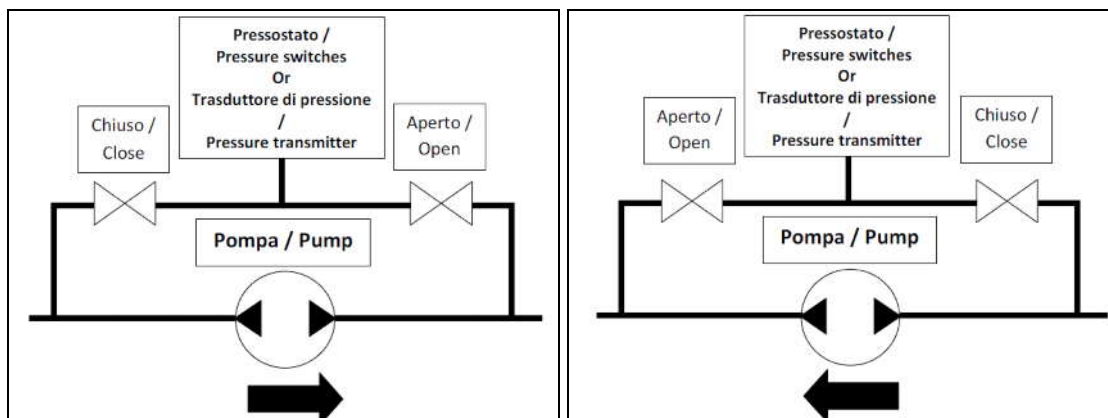 Pressostato /
Pressure switches
Or
Trasduttore di pressione
/
Pressure transmitter
Chiuso /
Close
Aperto /
Open
Pompa / Pump
Pressostato /
Pressure switches
Or
Trasduttore di pressione
/
Pressure transmitter
Aperto /
Open
Chiuso /
Close
Pompa / Pump